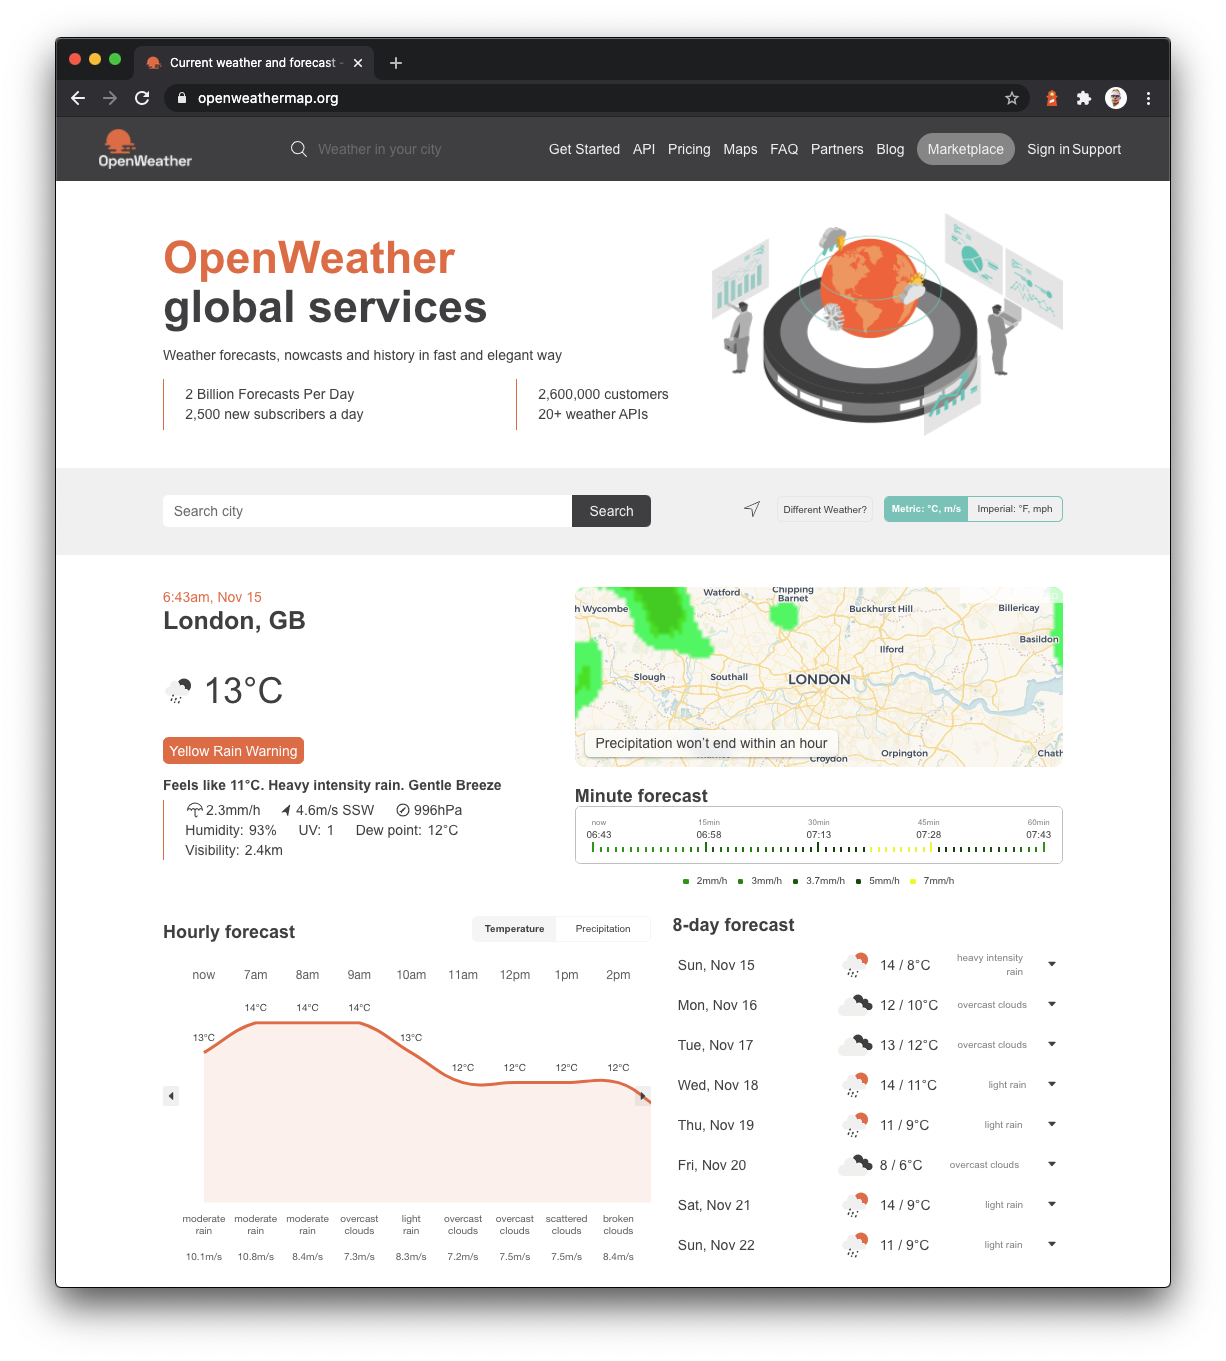 Current weather and forecast -
openweathermap.org
OpenWeather
Weather in your city
Get Started API Pricing Maps FAQ Partners Blog Marketplace Sign in Support
OpenWeather
global services
Weather forecasts, nowcasts and history in fast and elegant way
2 Billion Forecasts Per Day
2,500 new subscribers a day
2,600,000 customers
20+ weather APIs
Search city
Search
Different Weather?
Metric: °C, m/s
Imperial: °F, mph
6:43am, Nov 15
London, GB
13°C
Yellow Rain Warning
Feels like 11°C. Heavy intensity rain. Gentle Breeze
2.3mm/h 4.6m/s SSW 996hPa
Humidity: 93% UV: 1 Dew point: 12°C
Visibility: 2.4km
Watford
Chipping
Barnet
h Wycombe
Buckhurst Hill
Billericay
Basildon
Ilford
Slough
Southall
LONDON
Precipitation won't end within an hour
Orpington
Chath
Croydon
Minute forecast
now 15min 30min 45min 60min
06:43 06:58 07:13 07:28 07:43
2mm/h 3mm/h 3.7mm/h 5mm/h 7mm/h
Hourly forecast
Temperature
Precipitation
now 7am 8am 9am 10am 11am 12pm 1pm 2pm
13°C 14°C 14°C 14°C 13°C 12°C 12°C 12°C 12°C
moderate rain moderate rain moderate rain overcast clouds light rain overcast clouds overcast clouds scattered clouds broken clouds
10.1m/s 10.8m/s 8.4m/s 7.3m/s 8.3m/s 7.2m/s 7.5m/s 7.5m/s 8.4m/s
8-day forecast
Sun, Nov 15 14 / 8°C heavy intensity rain
Mon, Nov 16 12 / 10°C overcast clouds
Tue, Nov 17 13 / 12°C overcast clouds
Wed, Nov 18 14 / 11°C light rain
Thu, Nov 19 11 / 9°C light rain
Fri, Nov 20 8 / 6°C overcast clouds
Sat, Nov 21 14 / 9°C light rain
Sun, Nov 22 11 / 9°C light rain